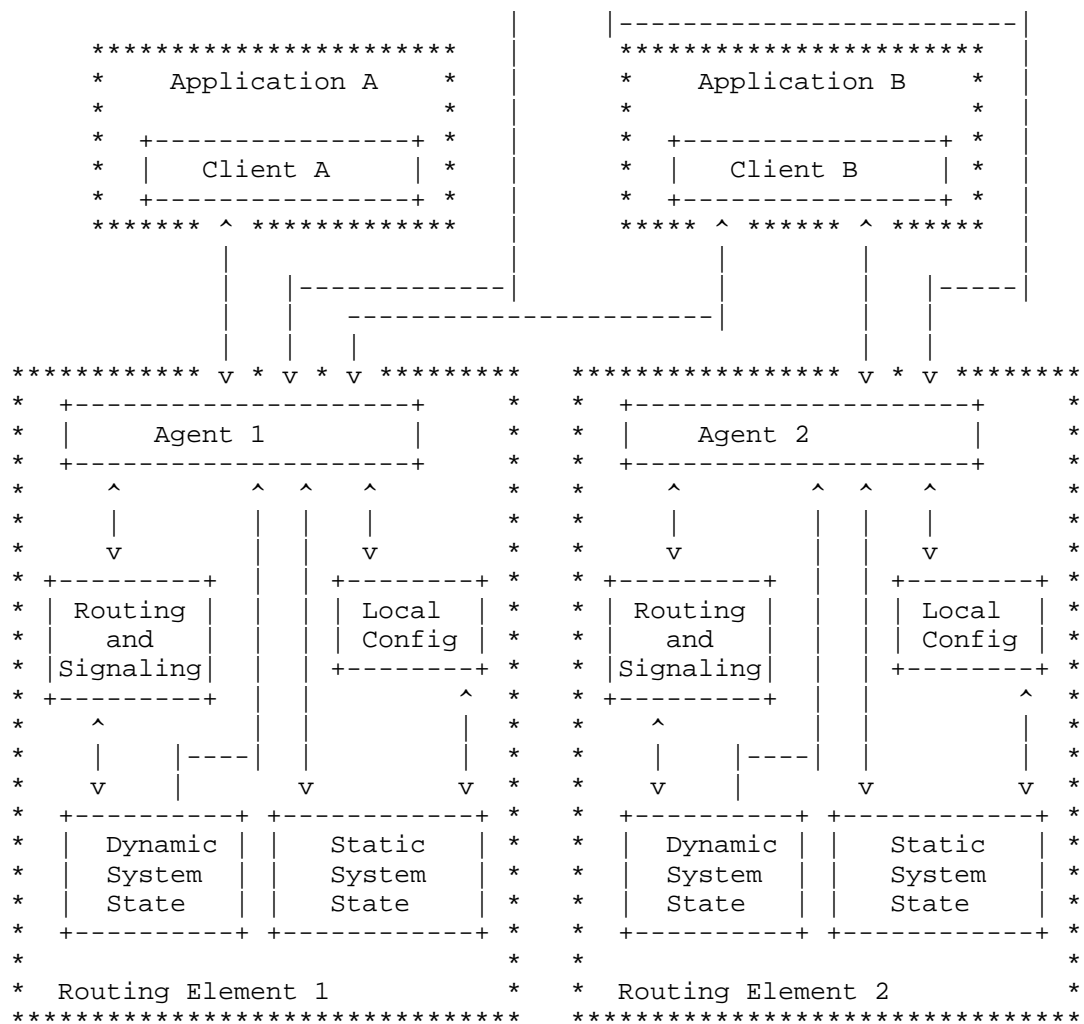 Application A Application B
Client A Client B
Agent 1 Agent 2
Routing Local Routing Local
and Config and Config
Signaling Signaling
Dynamic Static Dynamic Static
System System System System
State State State State
Routing Element 1 Routing Element 2